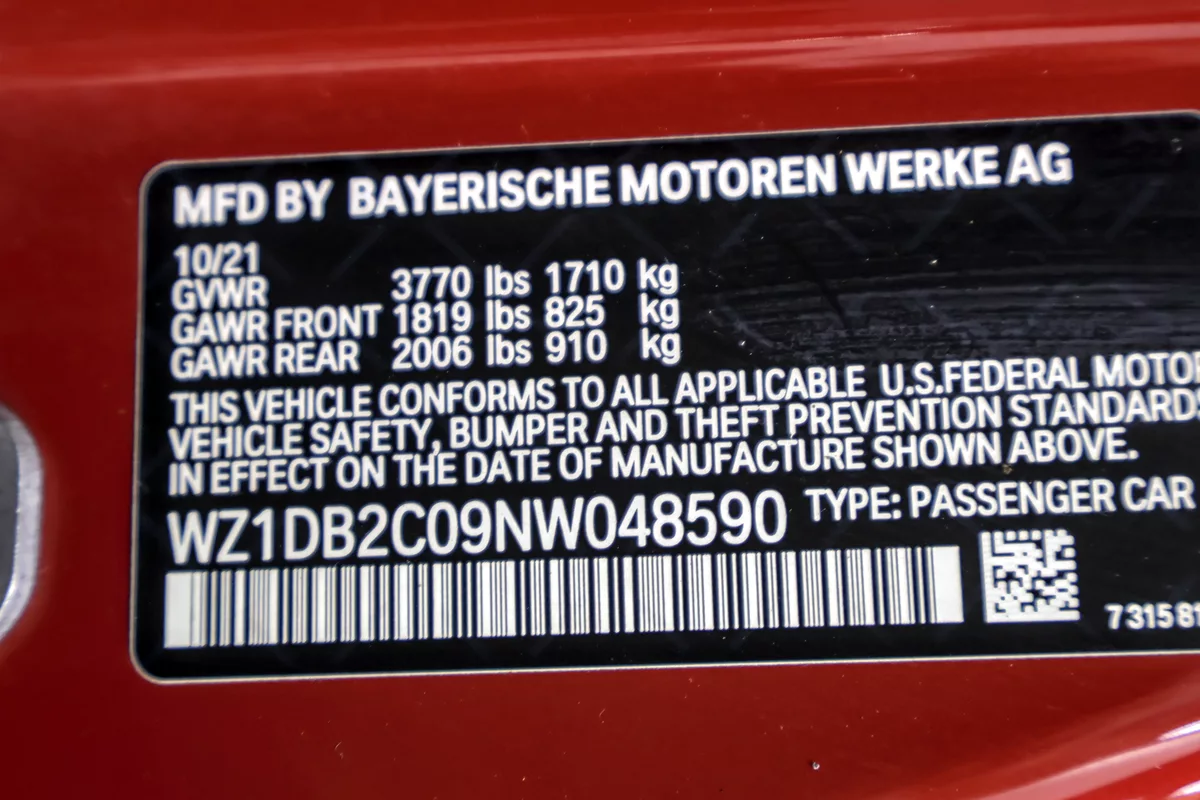 MFD BY BAYERISCHE MOTOREN WERKE AG
10/21
GVWR 3770 lbs 1710 kg
GAWR FRONT 1819 lbs 825 kg
GAWR REAR 2006 lbs 910 kg
THIS VEHICLE CONFORMS TO ALL APPLICABLE U.S.FEDERAL MOTOR
VEHICLE SAFETY, BUMPER AND THEFT PREVENTION STANDARD
IN EFFECT ON THE DATE OF MANUFACTURE SHOWN ABOVE.
WZ1DB2C09NW048590 TYPE: PASSENGER CAR
731581